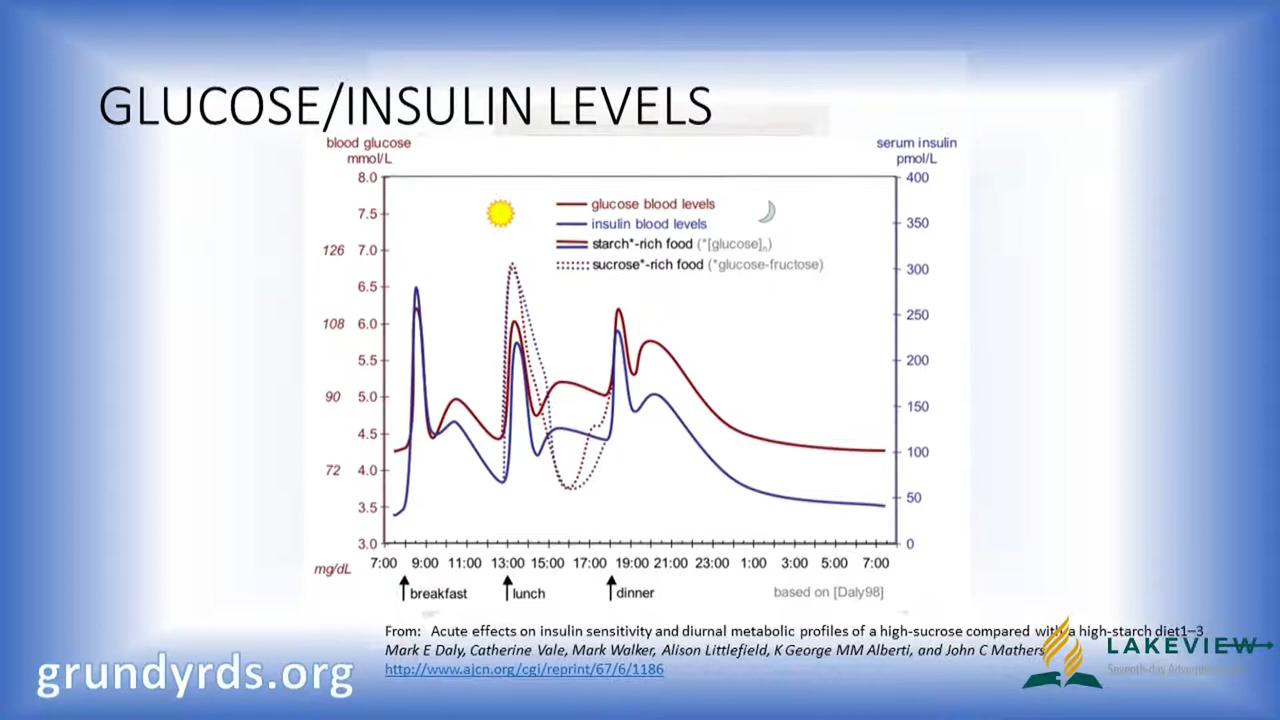 GLUCOSE/INSULIN LEVELS
blood glucose
mmol/L
serum insulin
pmol/L
8.0
7.5
126 7.0
6.5
108 6.0
5.5
90 5.0
4.5
72 4.0
3.5
3.0
mg/dL
400
350
300
250
200
150
100
50
0
glucose blood levels
insulin blood levels
starch*-rich food (*[glucose]n)
sucrose*-rich food (*glucose-fructose)
7:00 9:00 11:00 13:00 15:00 17:00 19:00 21:00 23:00 1:00 3:00 5:00 7:00
breakfast
lunch
dinner
based on [Daly98]
From: Acute effects on insulin sensitivity and diurnal metabolic profiles of a high-sucrose compared with a high-starch diet1–3
Mark E Daly, Catherine Vale, Mark Walker, Alison Littlefield, K George MM Alberti, and John C Mathers
http://www.ajcn.org/cgi/reprint/67/6/1186
grundyrds.org
LAKEVIEW
Seventh-day